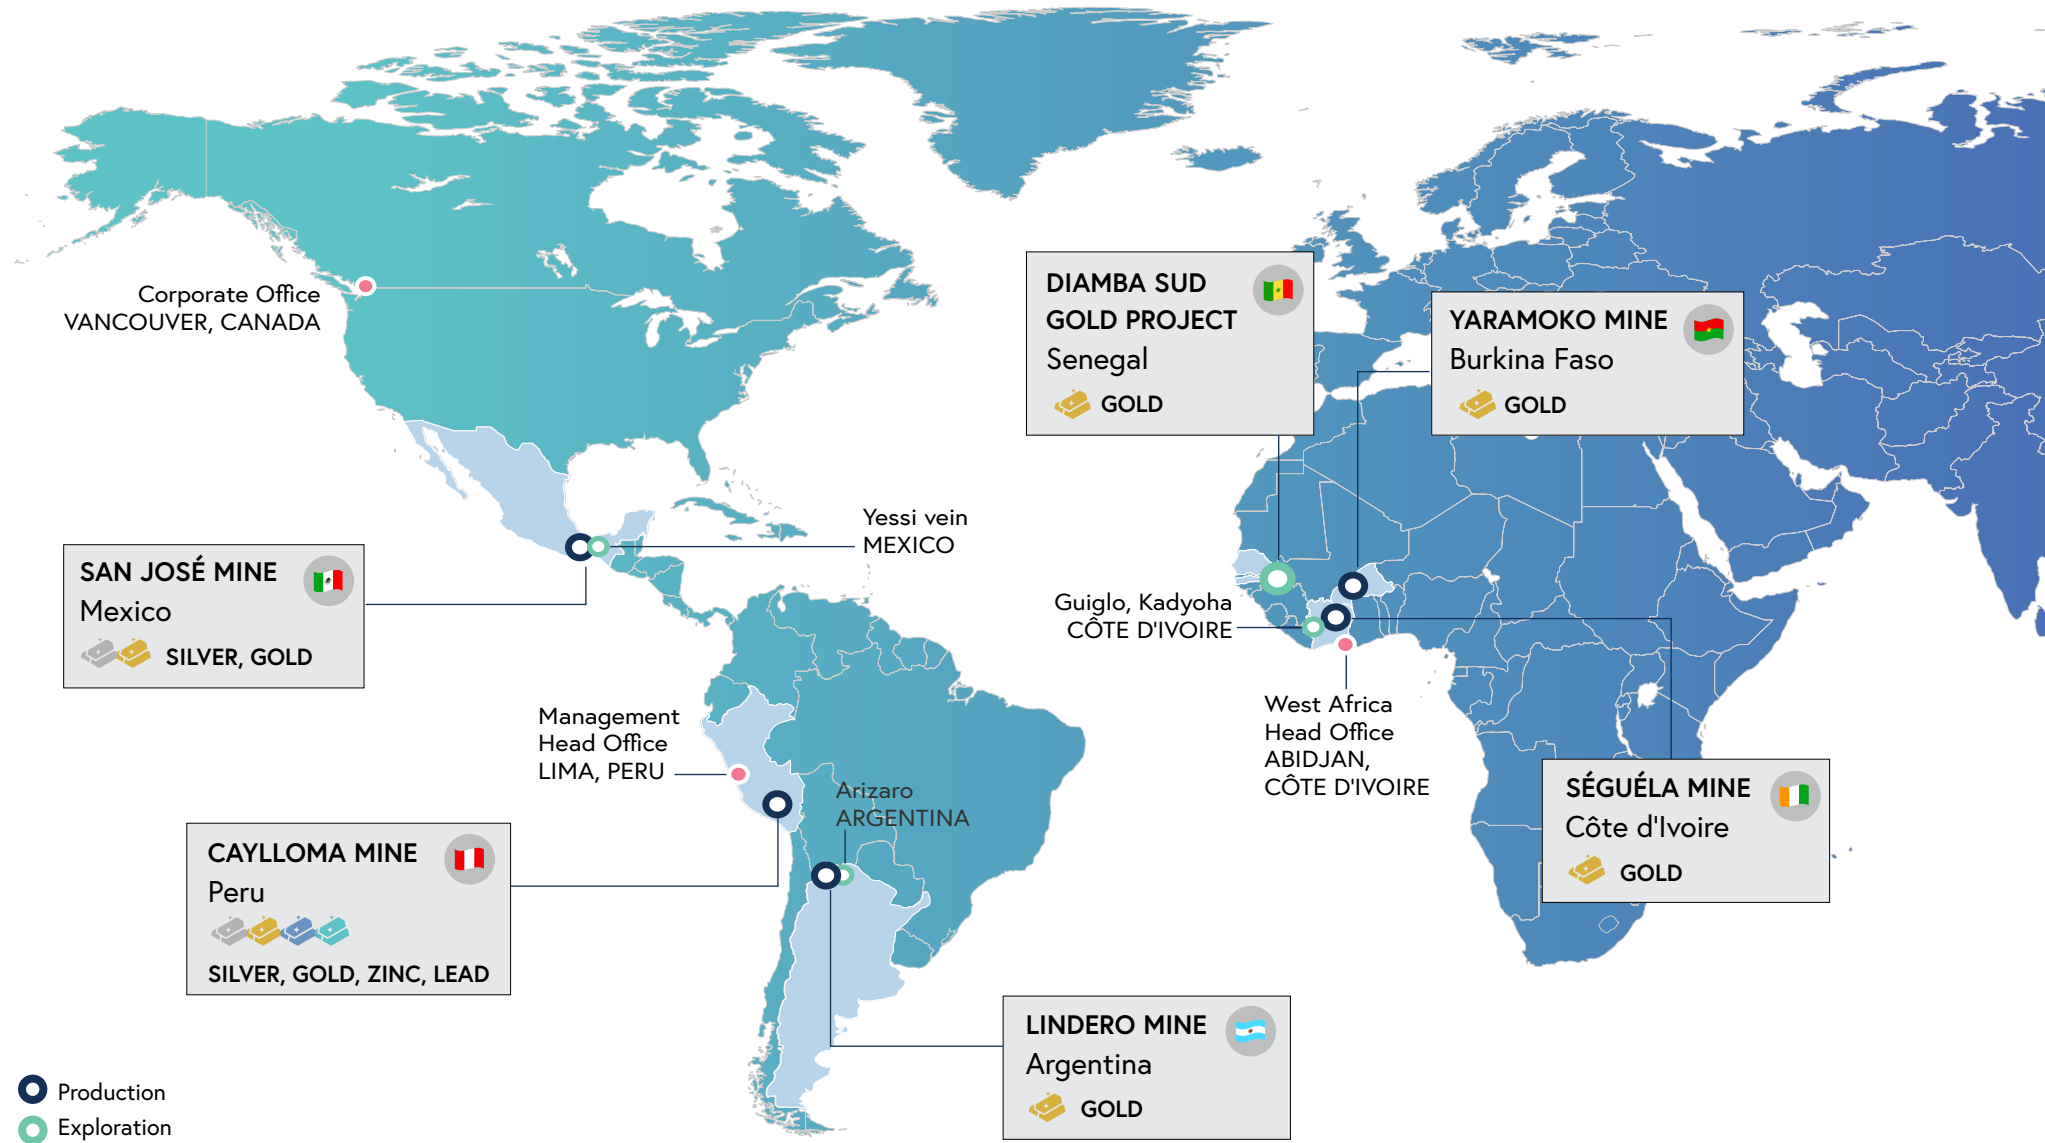 Corporate Office
VANCOUVER, CANADA
DIAMBA SUD
GOLD PROJECT
Senegal
GOLD
YARAMOKO MINE
Burkina Faso
GOLD
Yessi vein
MEXICO
SAN JOSÉ MINE
Mexico
SILVER, GOLD
Guiglo, Kadyoha
CÔTE D'IVOIRE
West Africa
Head Office
ABIDJAN,
CÔTE D'IVOIRE
Management
Head Office
LIMA, PERU
Arizaro
ARGENTINA
SÉGUÉLA MINE
Côte d'Ivoire
GOLD
CAYLLOMA MINE
Peru
SILVER, GOLD, ZINC, LEAD
LINDERO MINE
Argentina
GOLD
Production
Exploration